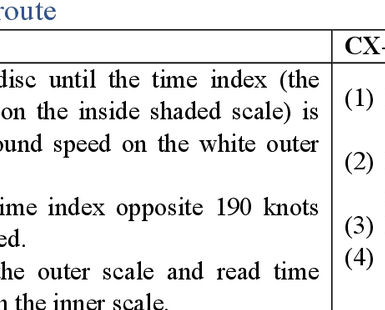 route
CX-
disc until the time index (the
(1)
on the inside shaded scale) is
ound speed on the white outer
(2)
ime index opposite 190 knots
(3)
ed.
(4)
the outer scale and read time
n the inner scale.